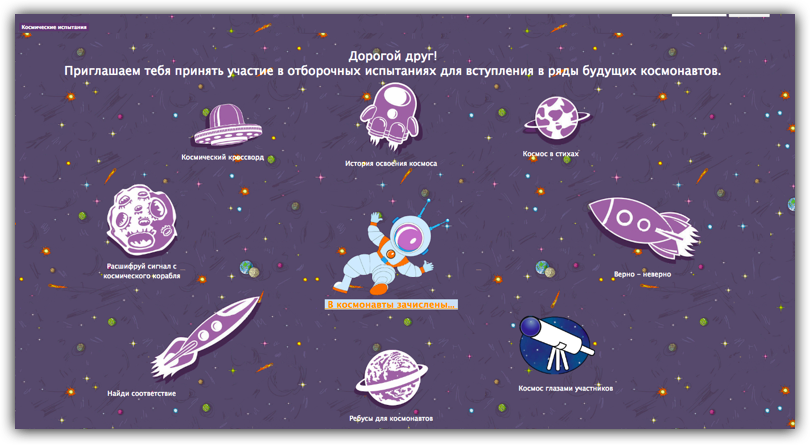 Космические испытания
Дорогой друг!
Приглашаем тебя принять участие в отборочных испытаниях для вступления в ряды будущих космонавтов.
Космический кроссворд
История освоения космоса
Космос в стихах
Расшифруй сигнал с
космического корабля
Верно – неверно
В космонавты зачислены...
Найди соответствие
Космос глазами участников
Ребусы для космонавтов